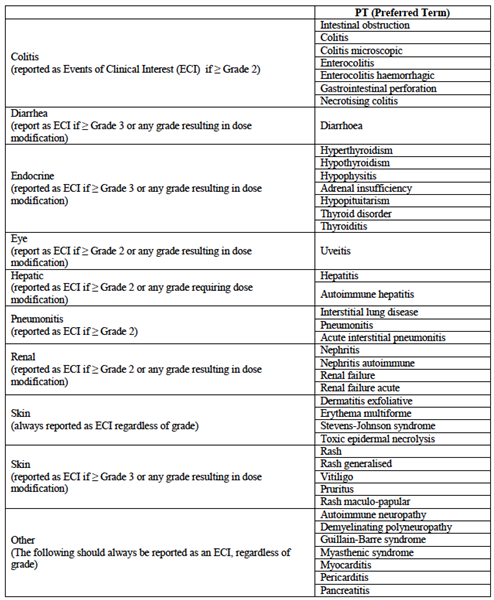 PT (Preferred Term)
Colitis
(reported as Events of Clinical Interest (ECI) if ≥ Grade 2)
Intestinal obstruction
Colitis
Colitis microscopic
Enterocolitis
Enterocolitis haemorrhagic
Gastrointestinal perforation
Necrotising colitis
Diarrhea
(report as ECI if ≥ Grade 3 or any grade resulting in dose
modification)
Diarrhoea
Endocrine
(reported as ECI if ≥ Grade 3 or any grade resulting in dose
modification)
Hyperthyroidism
Hypothyroidism
Hypophysitis
Adrenal insufficiency
Hypopituitarism
Thyroid disorder
Thyroiditis
Eye
(report as ECI if ≥ Grade 2 or any grade resulting in dose
modification)
Uveitis
Hepatic
(reported as ECI if ≥ Grade 2 or any grade requiring dose
modification)
Hepatitis
Autoimmune hepatitis
Pneumonitis
(reported as ECI if ≥ Grade 2)
Interstitial lung disease
Pneumonitis
Acute interstitial pneumonitis
Renal
(reported as ECI if ≥ Grade 2 or any grade resulting in dose
modification)
Nephritis
Nephritis autoimmune
Renal failure
Renal failure acute
Skin
(always reported as ECI regardless of grade)
Dermatitis exfoliative
Erythema multiforme
Stevens-Johnson syndrome
Toxic epidermal necrolysis
Skin
(reported as ECI if ≥ Grade 3 or any grade resulting in dose
modification)
Rash
Rash generalised
Vitiligo
Pruritus
Rash maculo-papular
Other
(The following should always be reported as an ECI, regardless of
grade)
Autoimmune neuropathy
Demyelinating polyneuropathy
Guillain-Barre syndrome
Myasthenic syndrome
Myocarditis
Pericarditis
Pancreatitis